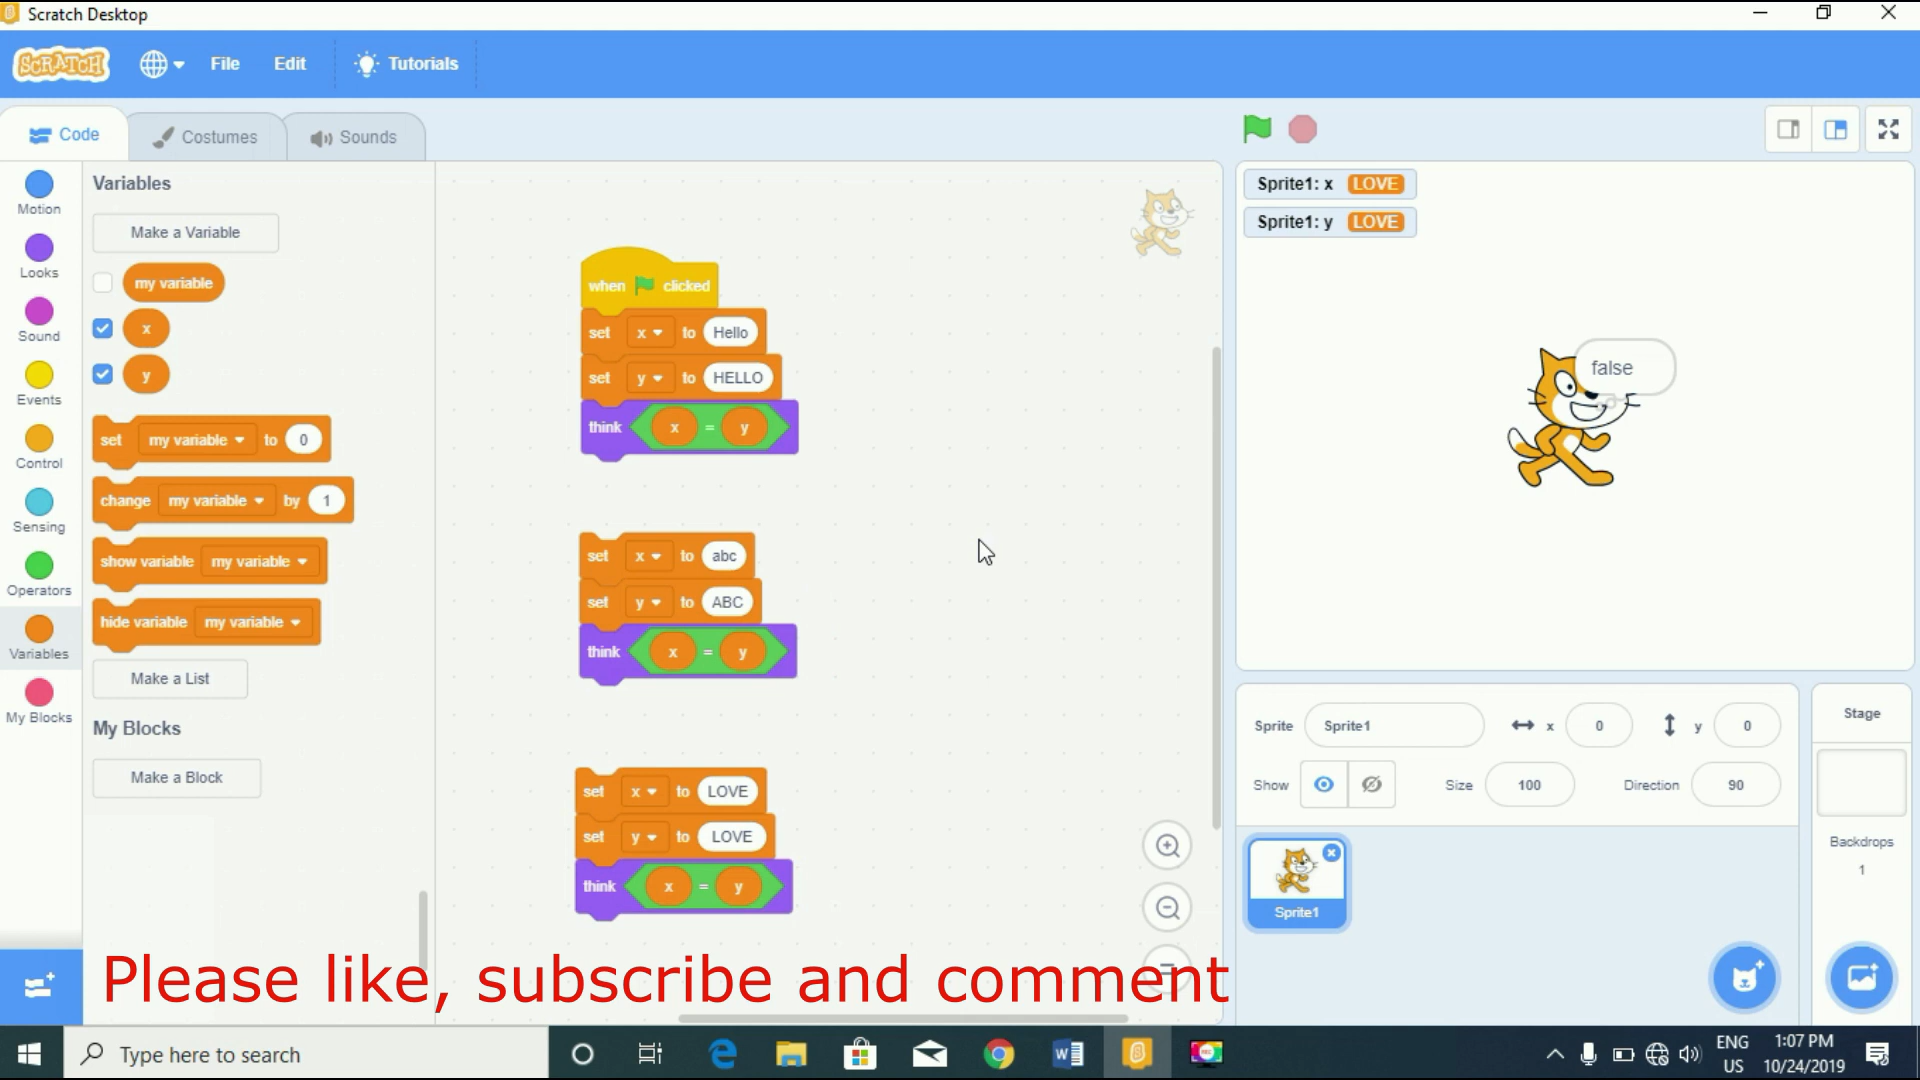 Scratch Desktop
SCRATCH
File
Edit
Tutorials
Code
Costumes
Sounds
Motion
Looks
Sound
Events
Control
Sensing
Operators
Variables
My Blocks
Variables
Make a Variable
my variable
x
y
set my variable to 0
change my variable by 1
show variable my variable
hide variable my variable
Make a List
My Blocks
Make a Block
when clicked
set x to Hello
set y to HELLO
think x = y
set x to abc
set y to ABC
think x = y
set x to LOVE
set y to LOVE
think x = y
Sprite1: x LOVE
Sprite1: y LOVE
false
Sprite Sprite1 x 0 y 0
Show Size 100 Direction 90
Sprite1
Stage
Backdrops
1
Please like, subscribe and comment
Type here to search
ENG
US
1:07 PM
10/24/2019